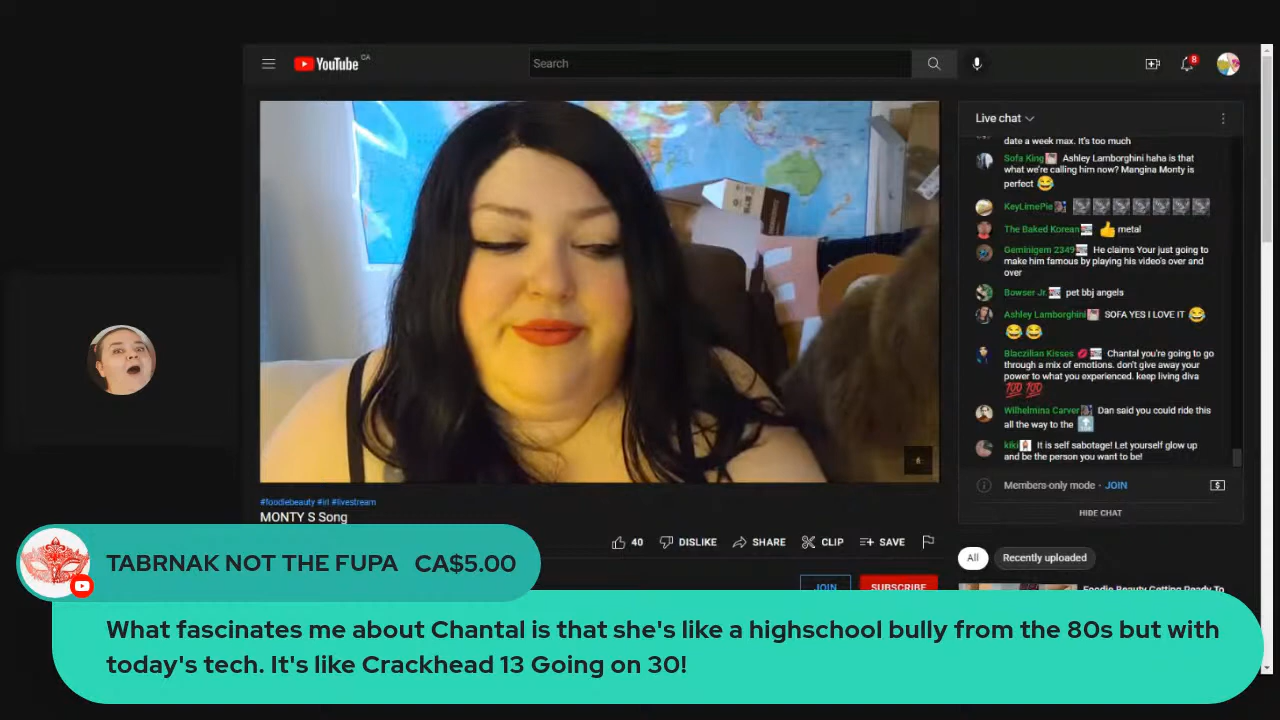 YouTube CA
Search
8
Live chat
date a week max. It's too much
Sofa King Ashley Lamborghini haha is that
what we're calling him now? Mangina Monty is
perfect
KeyLimePie
The Baked Korean metal
Geminigem 2349 He claims Your just going to
make him famous by playing his video's over and
over
Bowser Jr. pet bbj angels
Ashley Lamborghini SOFA YES I LOVE IT
Blaczilian Kisses Chantal you're going to go
through a mix of emotions. don't give away your
power to what you experienced. keep living diva
Wilhelmina Carver Dan said you could ride this
all the way to the
kiki It is self sabotage! Let yourself glow up
and be the person you want to be!
Members-only mode · JOIN
HIDE CHAT
#foodiebeauty #irl #livestream
MONTY S Song
40 DISLIKE SHARE CLIP SAVE
JOIN SUBSCRIBE
All Recently uploaded
Foodie Beauty Getting Ready To
TABRNAK NOT THE FUPA CA$5.00
What fascinates me about Chantal is that she's like a highschool bully from the 80s but with
today's tech. It's like Crackhead 13 Going on 30!